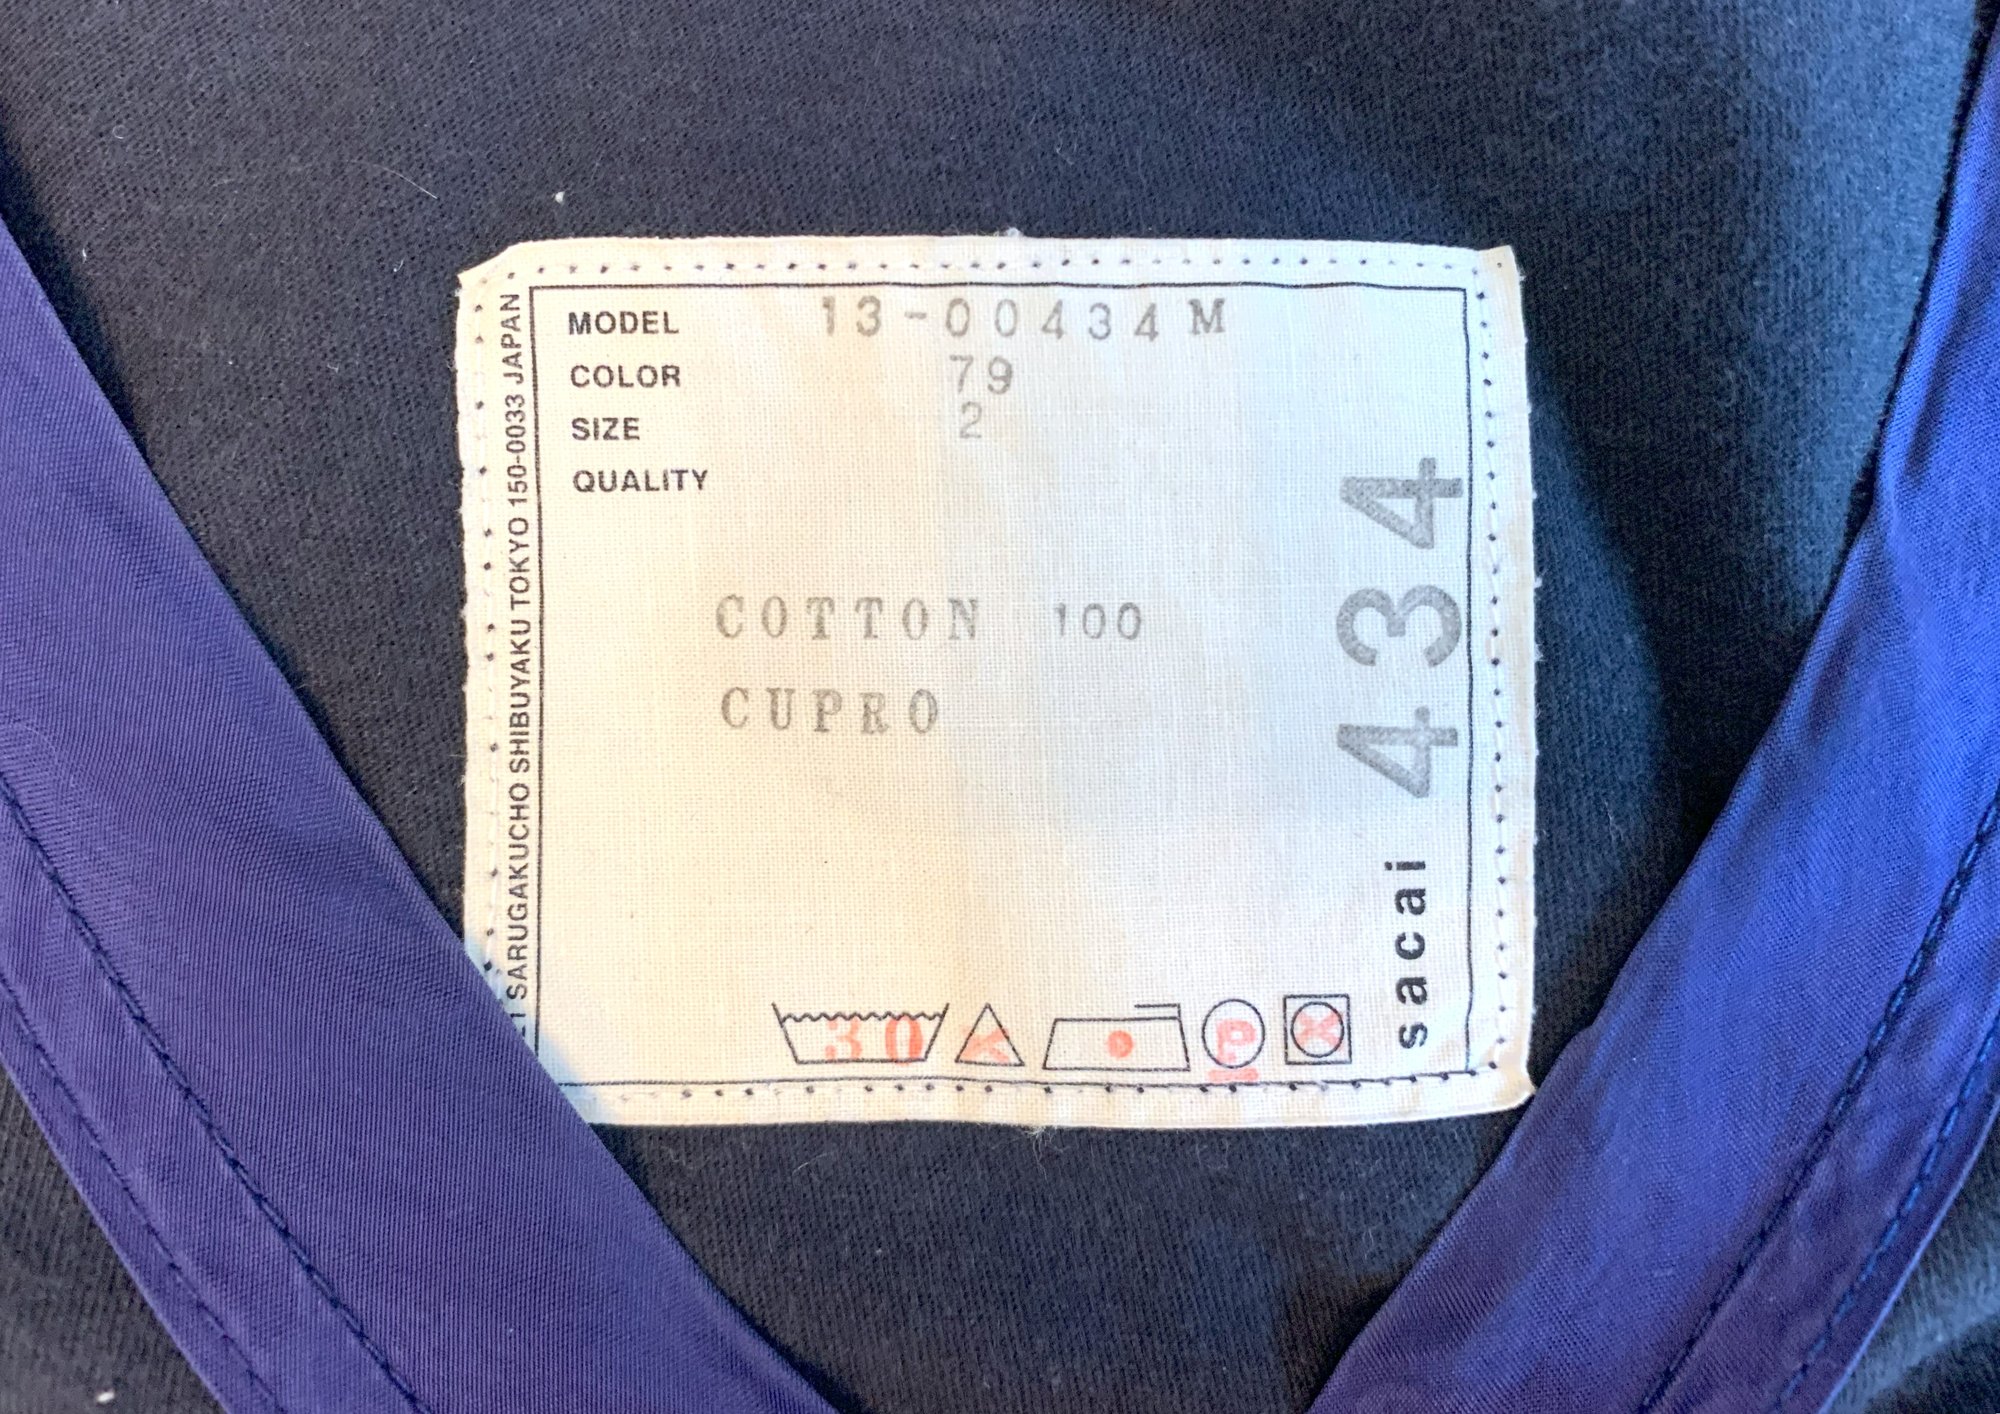 MODEL 13-00434M
COLOR 79
SIZE 2
QUALITY
COTTON 100
CUPRO
30
P
sacai 434
SARUGAKUCHO SHIBUYAKU TOKYO 150-0033 JAPAN